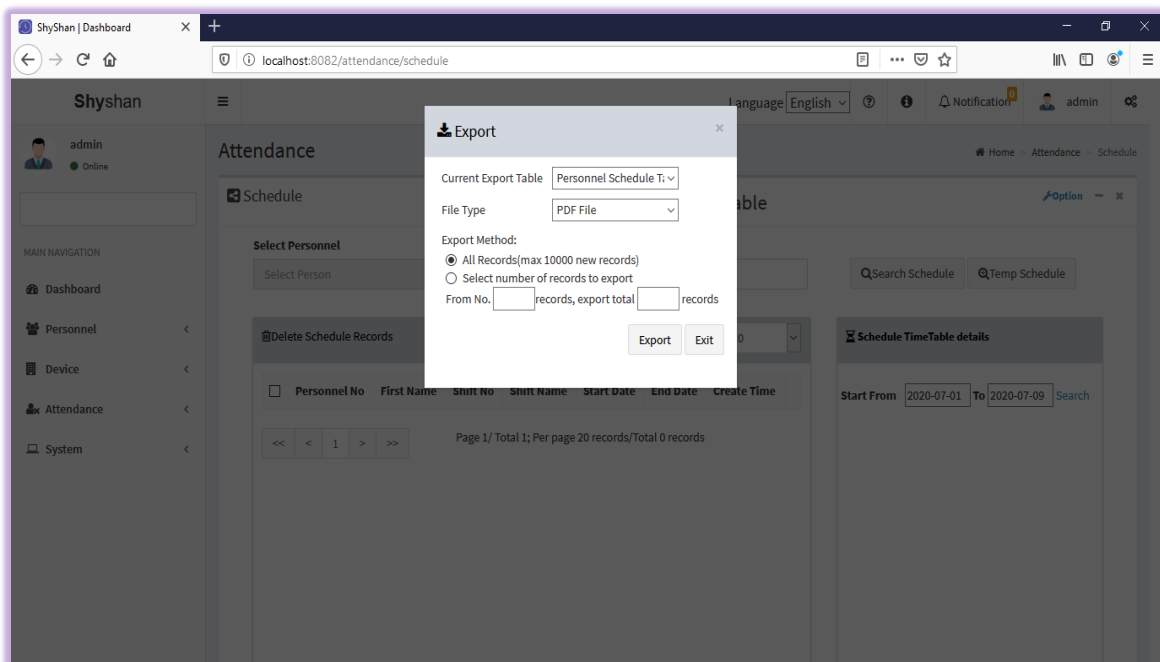 ShyShan | Dashboard
localhost:8082/attendance/schedule
Shyshan
Language English
Notification 0
admin
admin
Online
Attendance
Home > Attendance > Schedule
Schedule
able
Option
MAIN NAVIGATION
Dashboard
Personnel
Device
Attendance
System
Select Personnel
Select Person
Search Schedule
Temp Schedule
Export
Current Export Table Personnel Schedule Ta
File Type PDF File
Export Method:
All Records(max 10000 new records)
Select number of records to export
From No. records, export total records
Export Exit
Delete Schedule Records
0
Personnel No First Name Shift No Shift Name Start Date End Date Create Time
<< < 1 > >> Page 1/ Total 1; Per page 20 records/Total 0 records
Schedule TimeTable details
Start From 2020-07-01 To 2020-07-09 Search